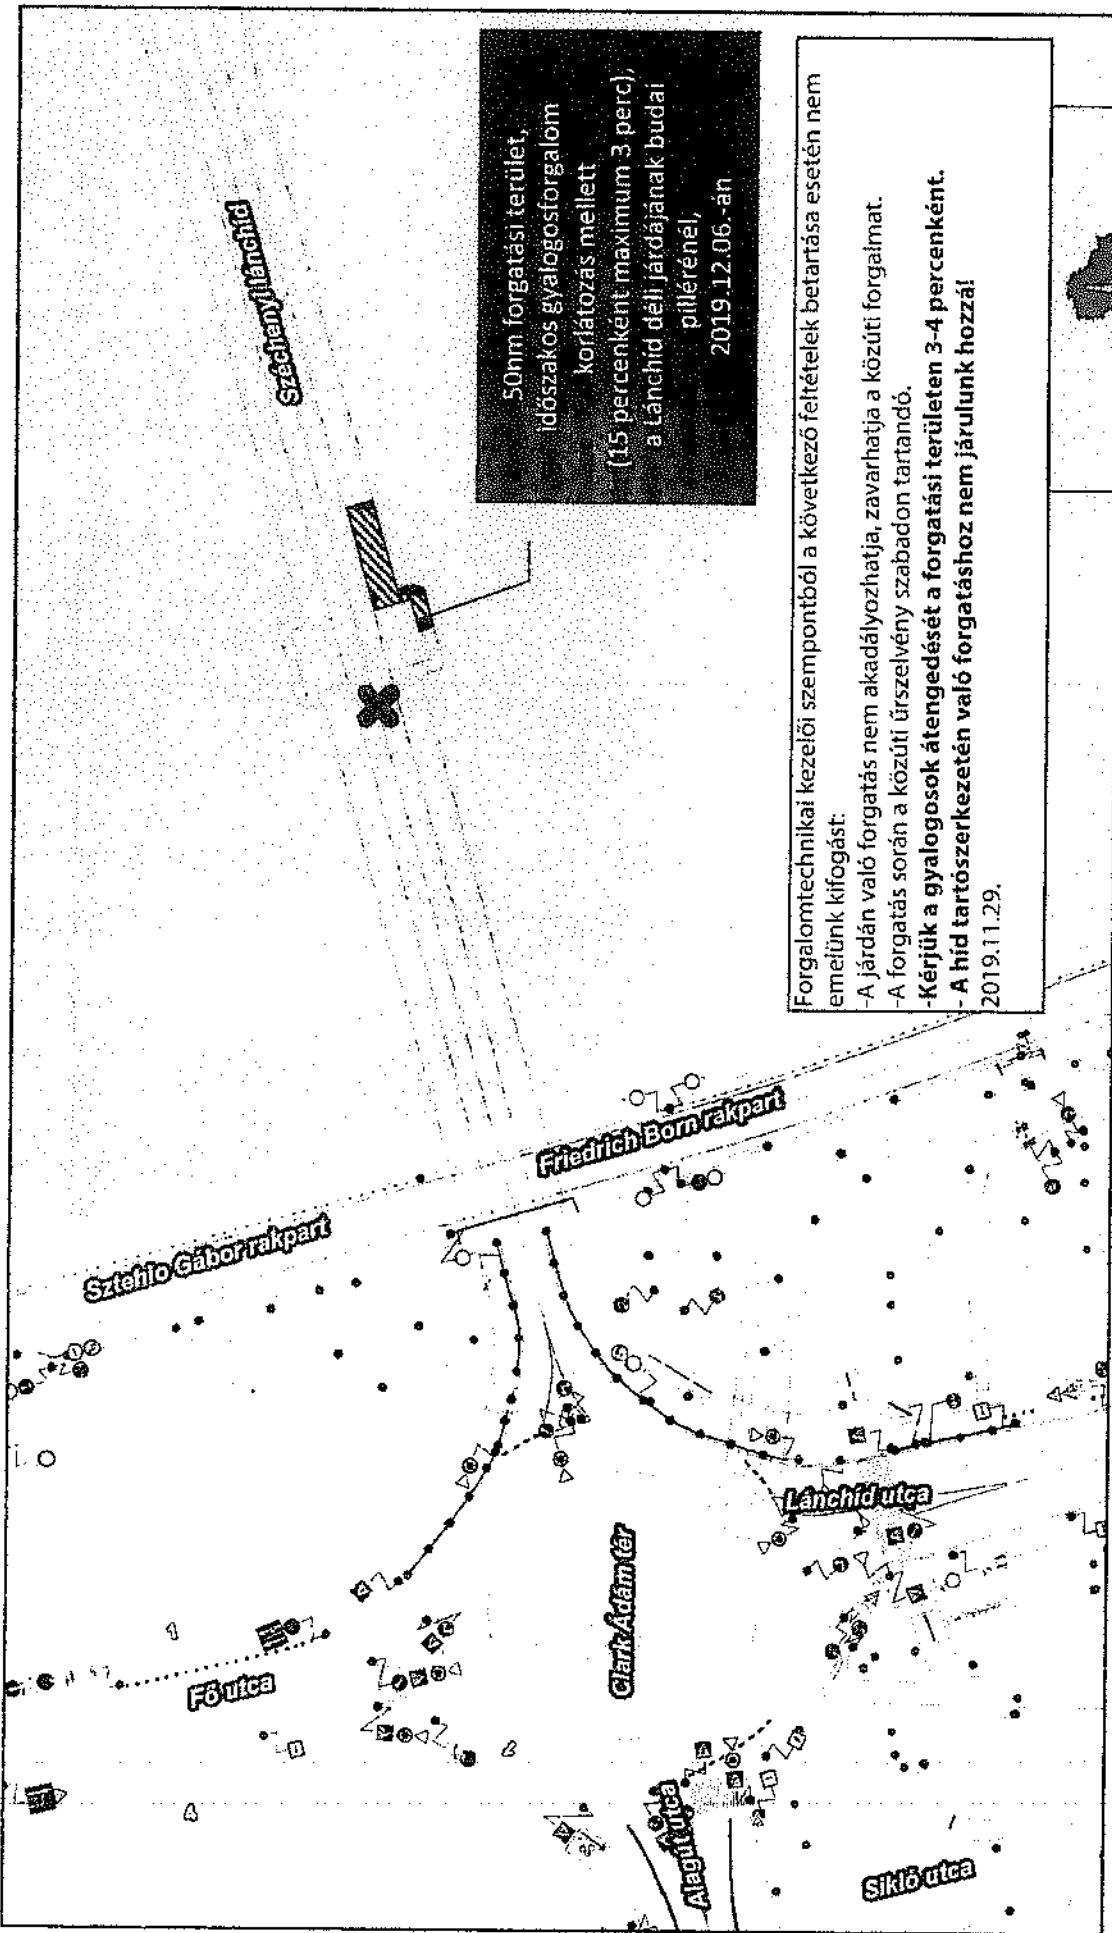 Széchenyi lánchíd
50nm forgatási terület,
időszakos gyalogosforgalom
korlátozás mellett
(15 percenként maximum 3 perc),
a Lánchíd déli járdájának budai
pillérénél,
2019.12.06.-án
Forgalomtechnikai kezelői szempontból a következő feltételek betartása esetén nem
emelünk kifogást:
-A járdán való forgatás nem akadályozhatja, zavarhatja a közúti forgalmat.
-A forgatás során a közúti űrszelvény szabadon tartandó.
-Kérjük a gyalogosok átengedését a forgatási területen 3-4 percenként.
- A híd tartószerkezetén való forgatáshoz nem járulunk hozzá!
2019.11.29.
Sztehlo Gábor rakpart
Friedrich Born rakpart
Fő utca
Clark Ádám tér
Lánchíd utca
Alagút utca
Sikló utca